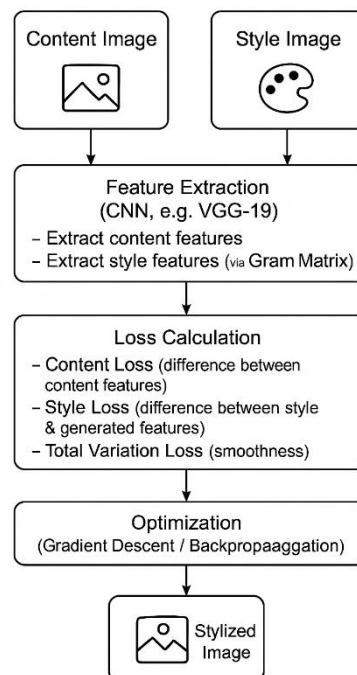 Content Image
Style Image
Feature Extraction
(CNN, e.g. VGG-19)
– Extract content features
– Extract style features (via Gram Matrix)
Loss Calculation
– Content Loss (difference between
content features)
– Style Loss (difference between style
& generated features)
– Total Variation Loss (smoothness)
Optimization
(Gradient Descent / Backpropaaggation)
Stylized
Image